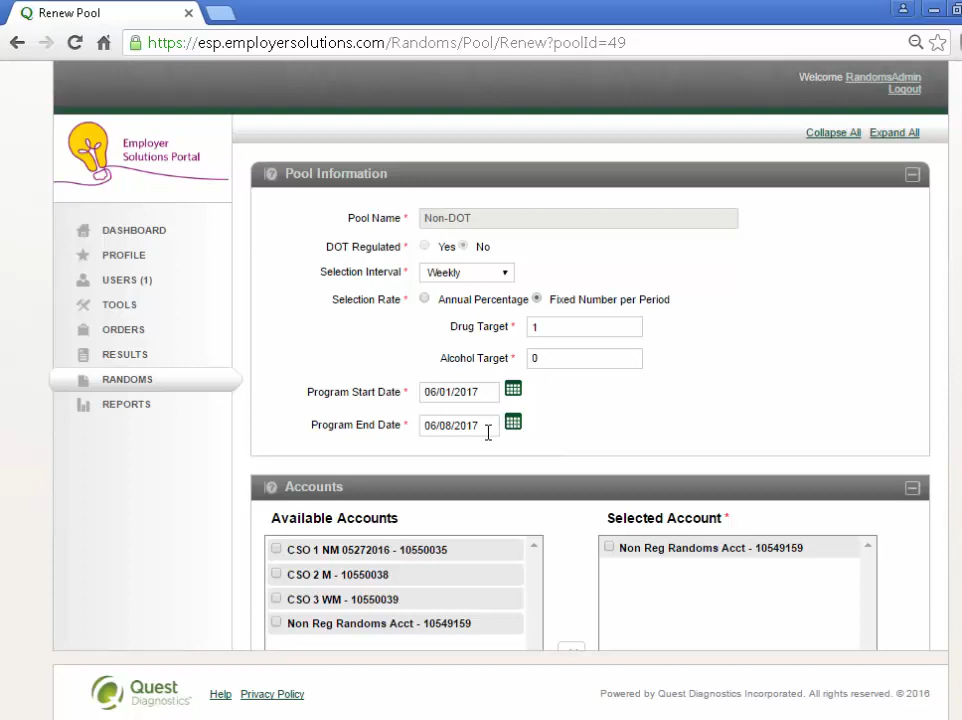 Renew Pool
https://esp.employersolutions.com/Randoms/Pool/Renew?poolId=49
Welcome RandomsAdmin
Logout
Employer
Solutions Portal
Collapse All Expand All
DASHBOARD
PROFILE
USERS (1)
TOOLS
ORDERS
RESULTS
RANDOMS
REPORTS
Pool Information
Pool Name * Non-DOT
DOT Regulated * Yes No
Selection Interval * Weekly
Selection Rate * Annual Percentage Fixed Number per Period
Drug Target * 1
Alcohol Target * 0
Program Start Date * 06/01/2017
Program End Date * 06/08/2017
Accounts
Available Accounts
CSO 1 NM 05272016 - 10550035
CSO 2 M - 10550038
CSO 3 WM - 10550039
Non Reg Randoms Acct - 10549159
Selected Account *
Non Reg Randoms Acct - 10549159
Quest
Diagnostics
Help Privacy Policy
Powered by Quest Diagnostics Incorporated. All rights reserved. © 2016